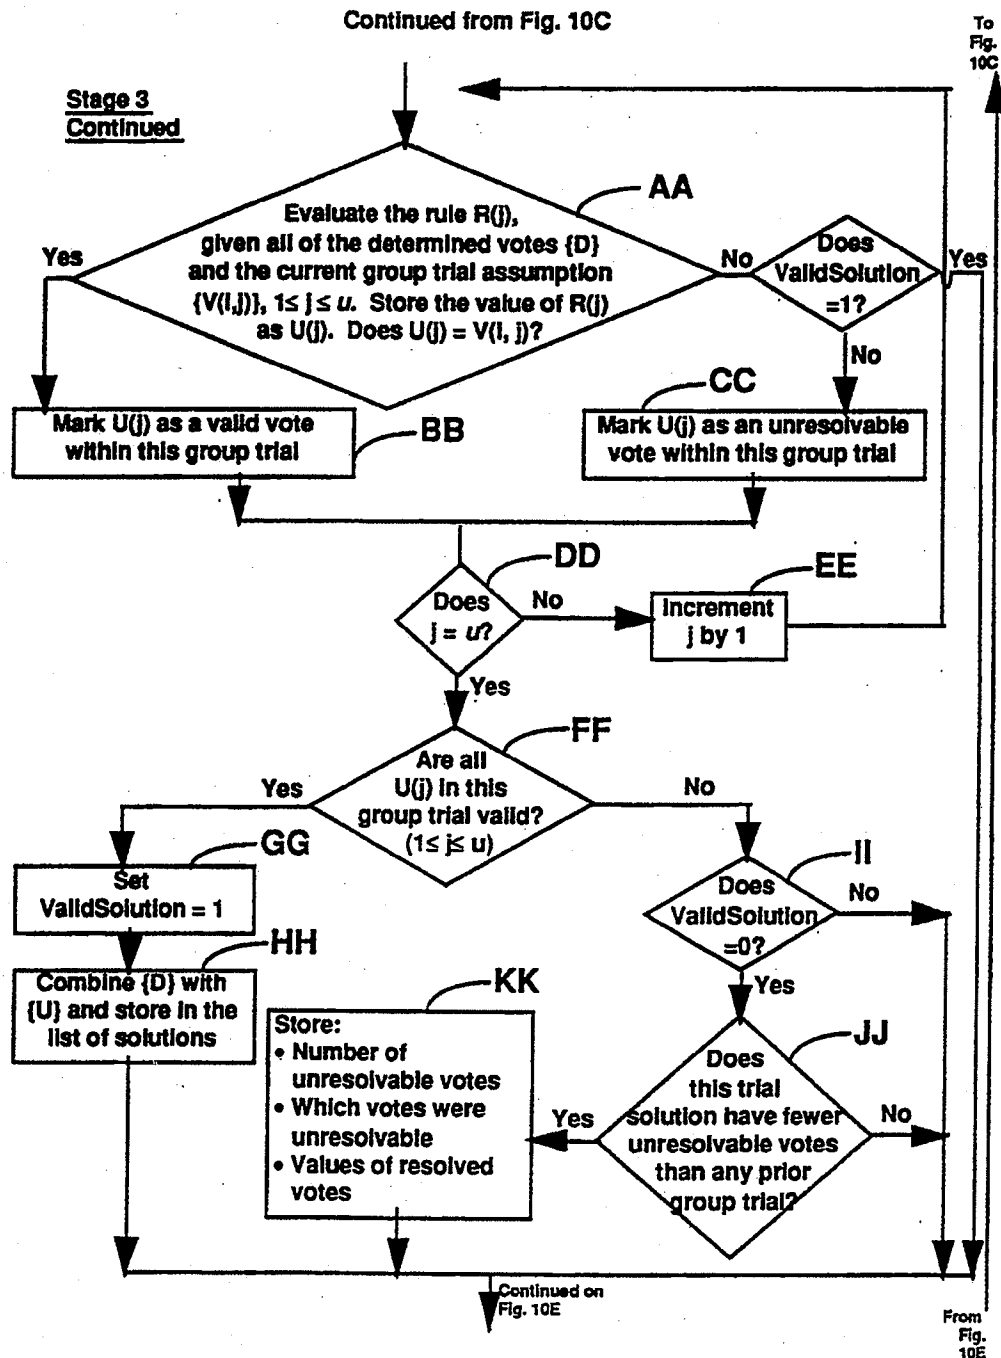 Continued from Fig. 10C
To
Fig.
10C
Stage 3
Continued
AA
Evaluate the rule R(j),
given all of the determined votes {D}
and the current group trial assumption
{V(i,j)}, 1≤ j ≤ u. Store the value of R(j)
as U(j). Does U(j) = V(i, j)?
Yes
No
Does
ValidSolution
=1?
Yes
No
Mark U(j) as a valid vote
within this group trial
BB
CC
Mark U(j) as an unresolvable
vote within this group trial
DD
Does
j = u?
No
EE
Increment
j by 1
Yes
FF
Are all
U(j) in this
group trial valid?
(1≤ j≤ u)
Yes
No
GG
Set
ValidSolution = 1
II
Does
ValidSolution
=0?
No
Yes
HH
Combine {D} with
{U} and store in the
list of solutions
KK
Store:
• Number of
unresolvable votes
• Which votes were
unresolvable
• Values of resolved
votes
JJ
Does
this trial
solution have fewer
unresolvable votes
than any prior
group trial?
Yes
No
Continued on
Fig. 10E
From
Fig.
10E